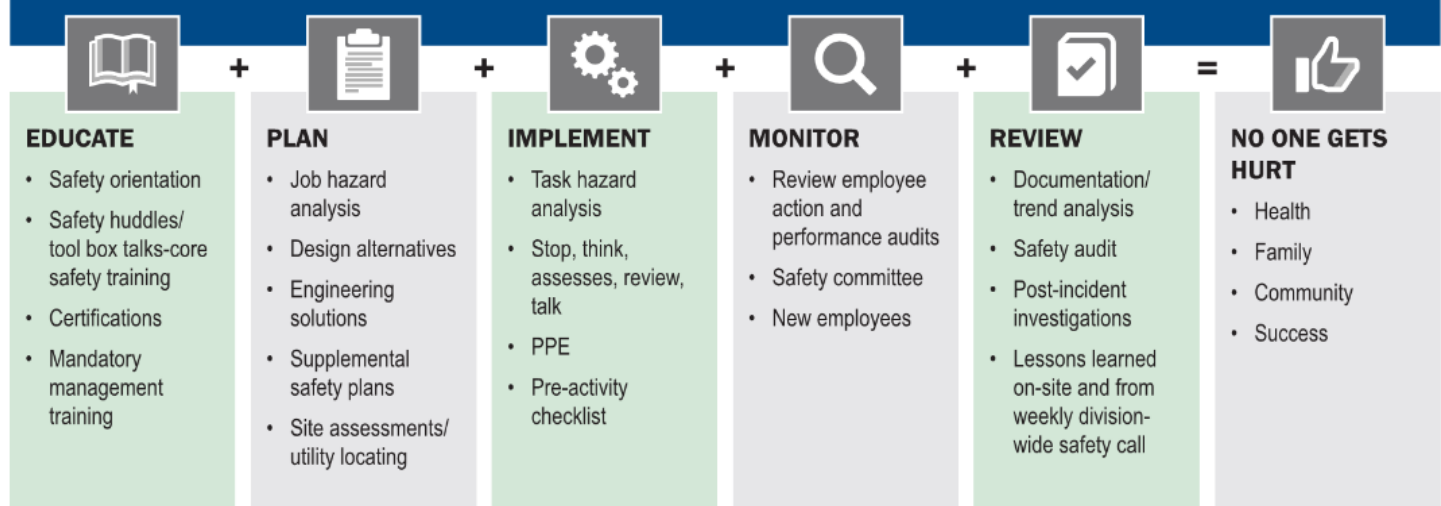 + + + + =
EDUCATE
• Safety orientation
• Safety huddles/
tool box talks-core
safety training
• Certifications
• Mandatory
management
training
PLAN
• Job hazard
analysis
• Design alternatives
• Engineering
solutions
• Supplemental
safety plans
• Site assessments/
utility locating
IMPLEMENT
• Task hazard
analysis
• Stop, think,
assesses, review,
talk
• PPE
• Pre-activity
checklist
MONITOR
• Review employee
action and
performance audits
• Safety committee
• New employees
REVIEW
• Documentation/
trend analysis
• Safety audit
• Post-incident
investigations
• Lessons learned
on-site and from
weekly division-
wide safety call
NO ONE GETS
HURT
• Health
• Family
• Community
• Success